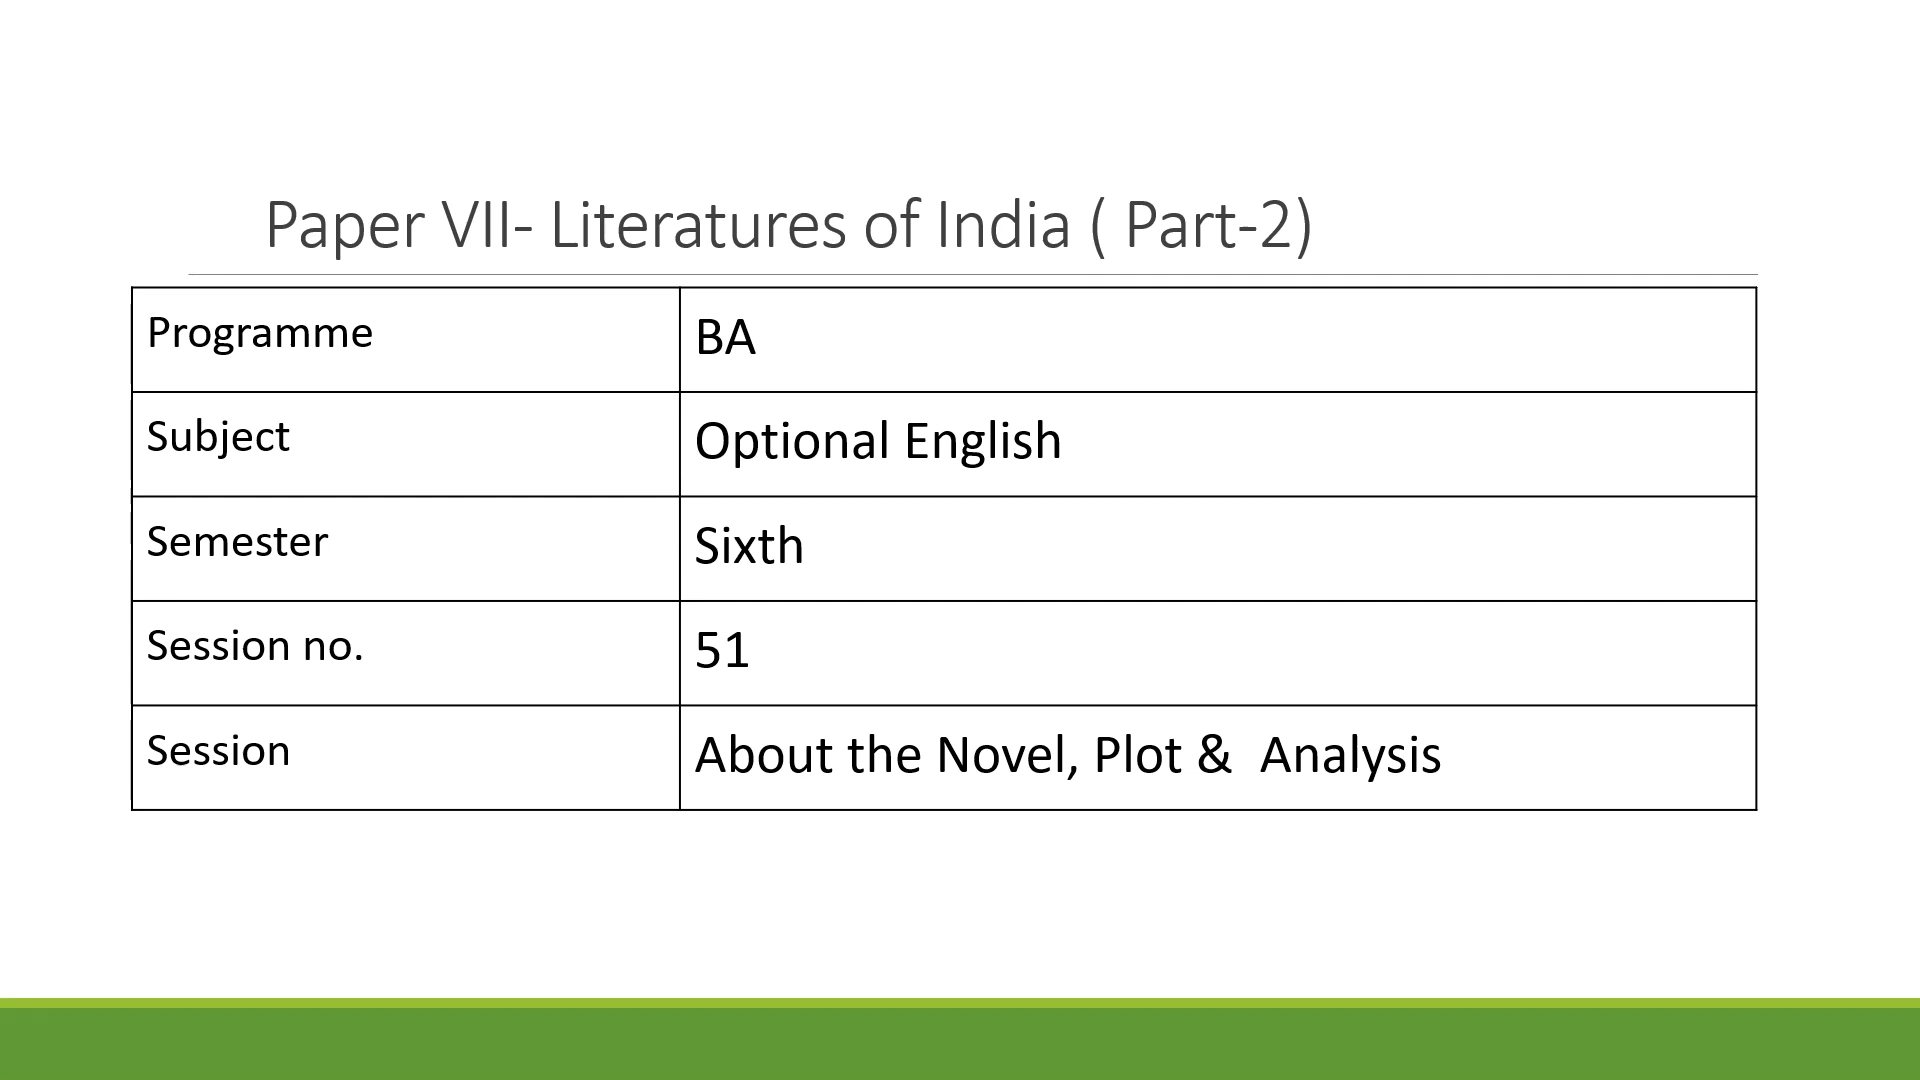 Paper VII- Literatures of India ( Part-2)
Programme BA
Subject Optional English
Semester Sixth
Session no. 51
Session About the Novel, Plot &  Analysis